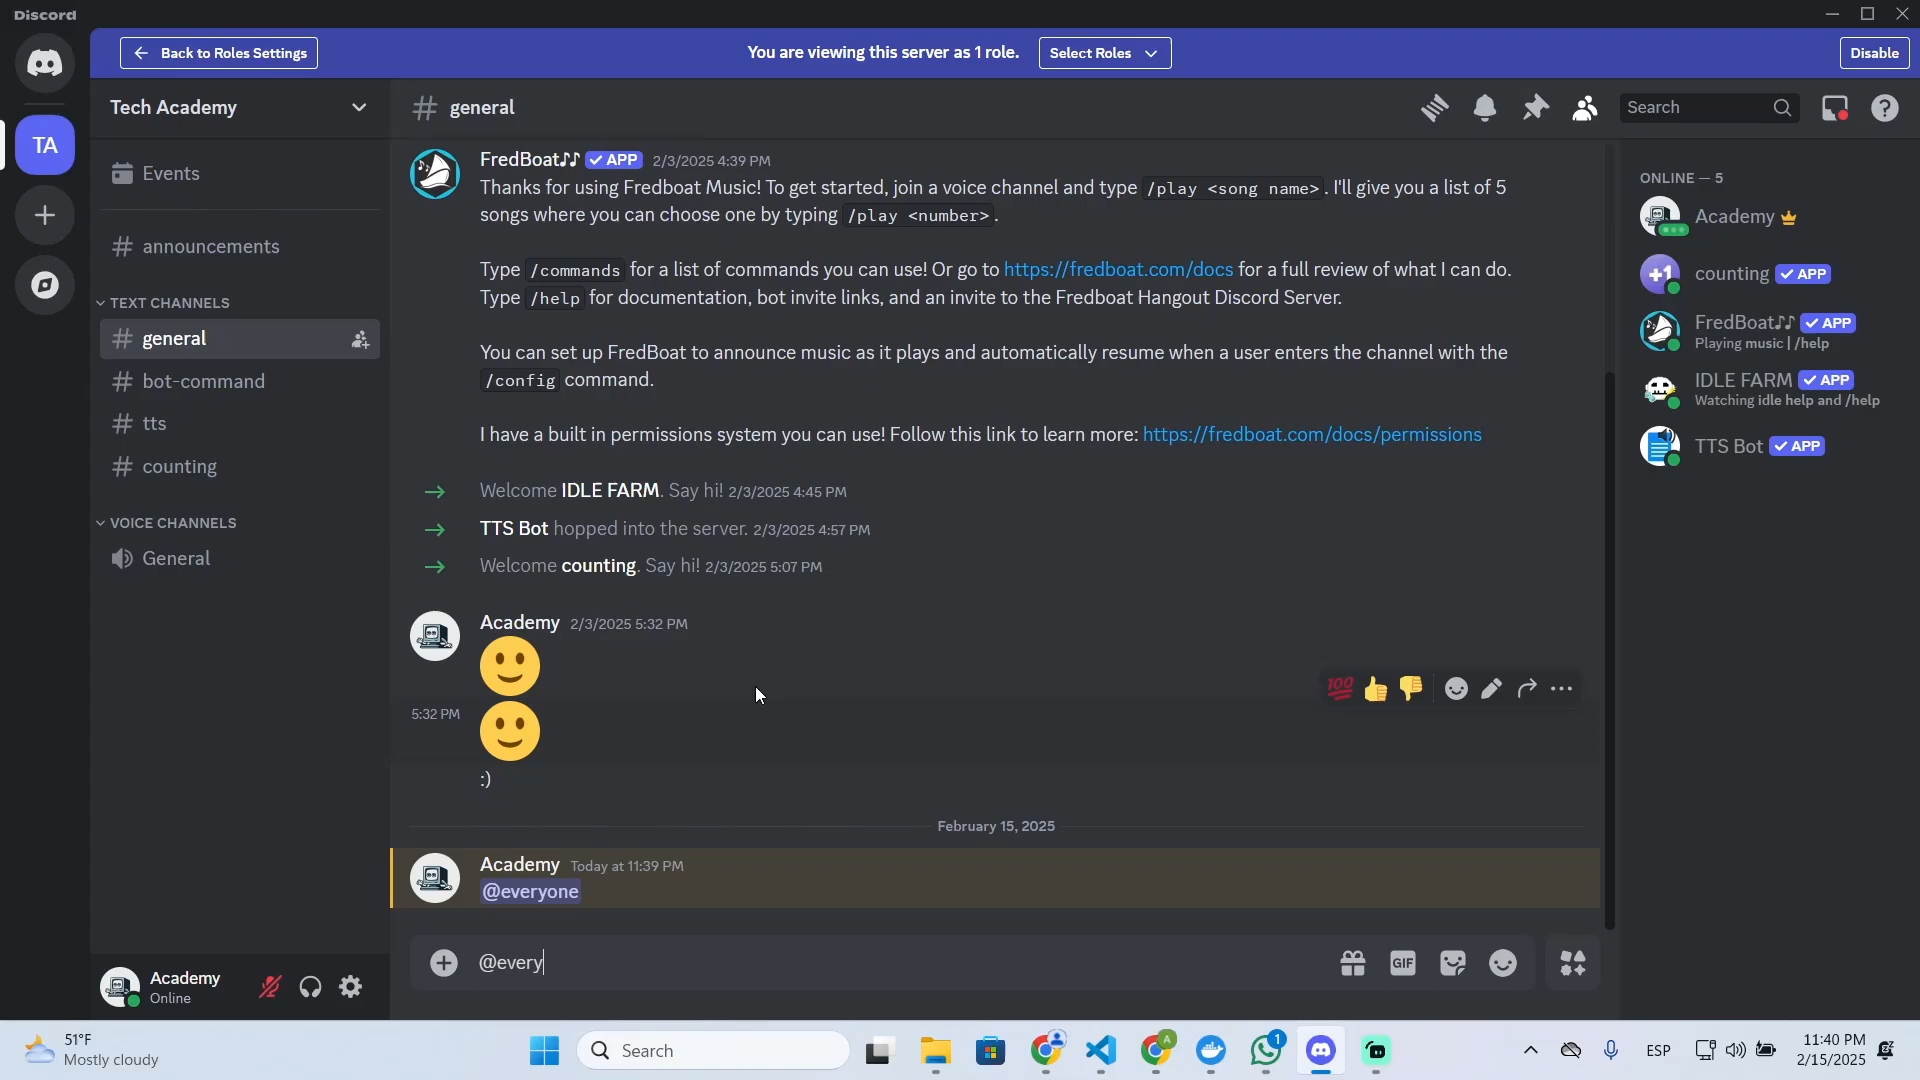 Discord
Back to Roles Settings
You are viewing this server as 1 role.
Select Roles
Disable
TA
Tech Academy
Events
announcements
TEXT CHANNELS
general
bot-command
tts
counting
VOICE CHANNELS
General
Academy
Online
general
Search
FredBoat♪♪ APP 2/3/2025 4:39 PM
Thanks for using Fredboat Music! To get started, join a voice channel and type /play <song name>. I'll give you a list of 5
songs where you can choose one by typing /play <number>.
Type /commands for a list of commands you can use! Or go to https://fredboat.com/docs for a full review of what I can do.
Type /help for documentation, bot invite links, and an invite to the Fredboat Hangout Discord Server.
You can set up FredBoat to announce music as it plays and automatically resume when a user enters the channel with the
/config command.
I have a built in permissions system you can use! Follow this link to learn more: https://fredboat.com/docs/permissions
Welcome IDLE FARM. Say hi! 2/3/2025 4:45 PM
TTS Bot hopped into the server. 2/3/2025 4:57 PM
Welcome counting. Say hi! 2/3/2025 5:07 PM
Academy 2/3/2025 5:32 PM
100
5:32 PM
:)
February 15, 2025
Academy Today at 11:39 PM
@everyone
@every
GIF
ONLINE — 5
Academy
+1
counting APP
FredBoat♪♪ APP
Playing music | /help
IDLE FARM APP
Watching idle help and /help
TTS Bot APP
51°F
Mostly cloudy
Search
A
1
ESP
11:40 PM
2/15/2025